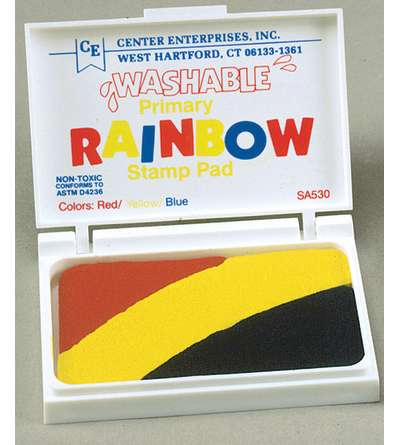 CE CENTER ENTERPRISES, INC.
WEST HARTFORD, CT 06133-1361
WASHABLE
Primary
RAINBOW
Stamp Pad
NON-TOXIC
CONFORMS TO
ASTM D4236
Colors: Red/ Yellow/ Blue SA530